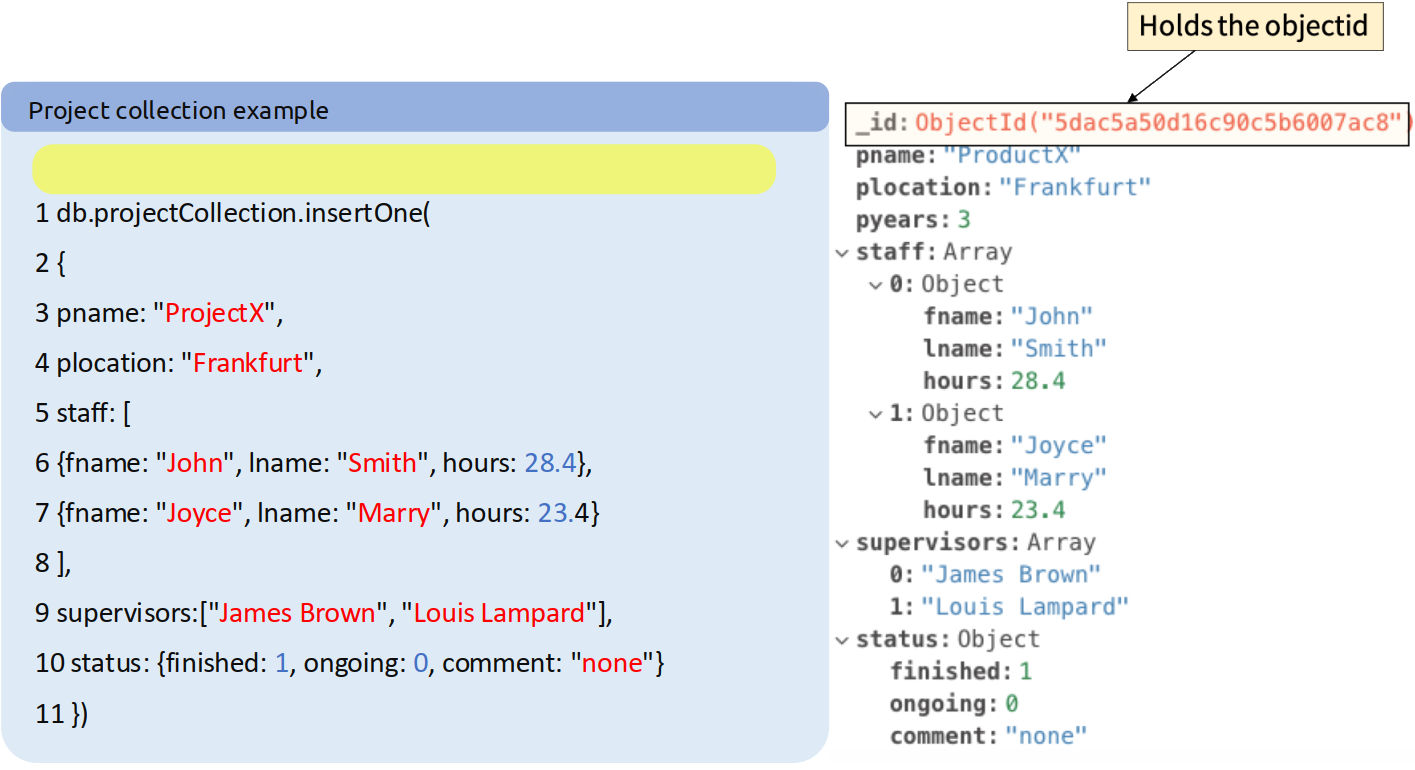 Holds the objectid
Project collection example
1 db.projectCollection.insertOne(
2 {
3 pname: "ProjectX",
4 plocation: "Frankfurt",
5 staff: [
6 {fname: "John", lname: "Smith", hours: 28.4},
7 {fname: "Joyce", lname: "Marry", hours: 23.4}
8 ],
9 supervisors:["James Brown", "Louis Lampard"],
10 status: {finished: 1, ongoing: 0, comment: "none"}
11 })
_id: ObjectId("5dac5a50d16c90c5b6007ac8")
pname: "ProductX"
plocation: "Frankfurt"
pyears: 3
staff: Array
0: Object
fname: "John"
lname: "Smith"
hours: 28.4
1: Object
fname: "Joyce"
lname: "Marry"
hours: 23.4
supervisors: Array
0: "James Brown"
1: "Louis Lampard"
status: Object
finished: 1
ongoing: 0
comment: "none"